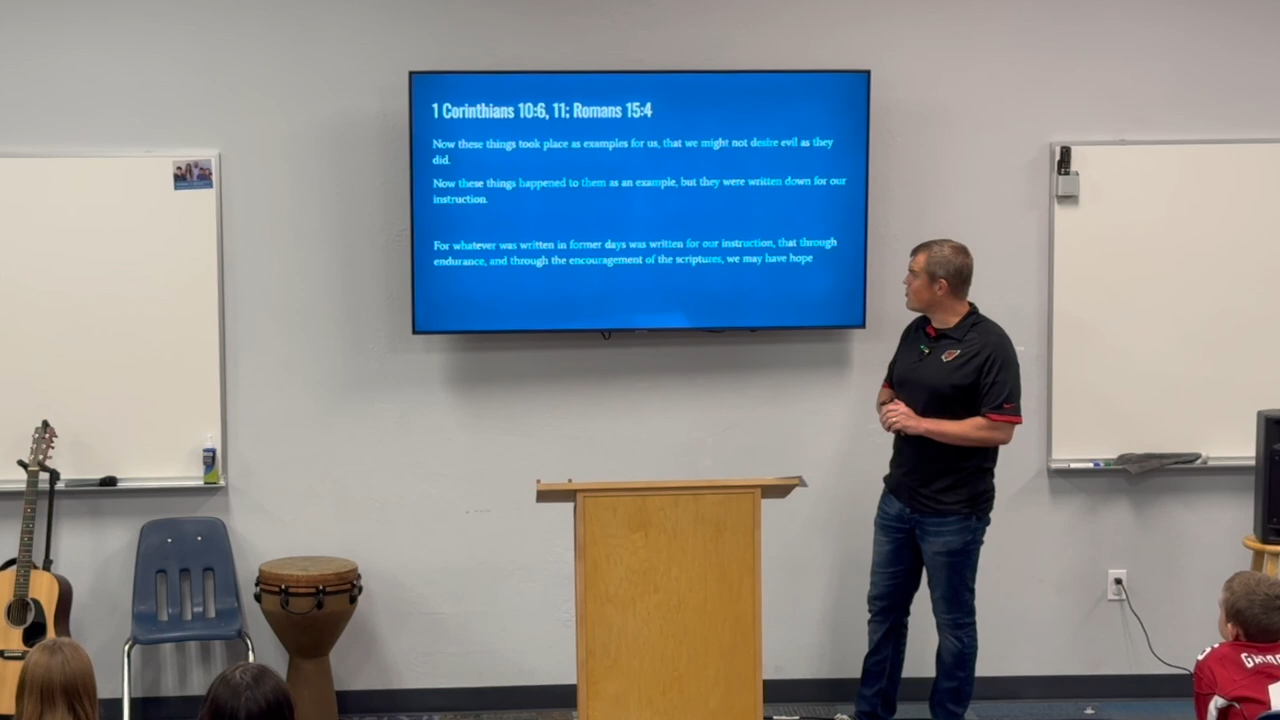 1 Corinthians 10:6, 11; Romans 15:4
Now these things took place as examples for us, that we might not desire evil as they
did.
Now these things happened to them as an example, but they were written down for our
instruction.
For whatever was written in former days was written for our instruction, that through
endurance, and through the encouragement of the scriptures, we may have hope